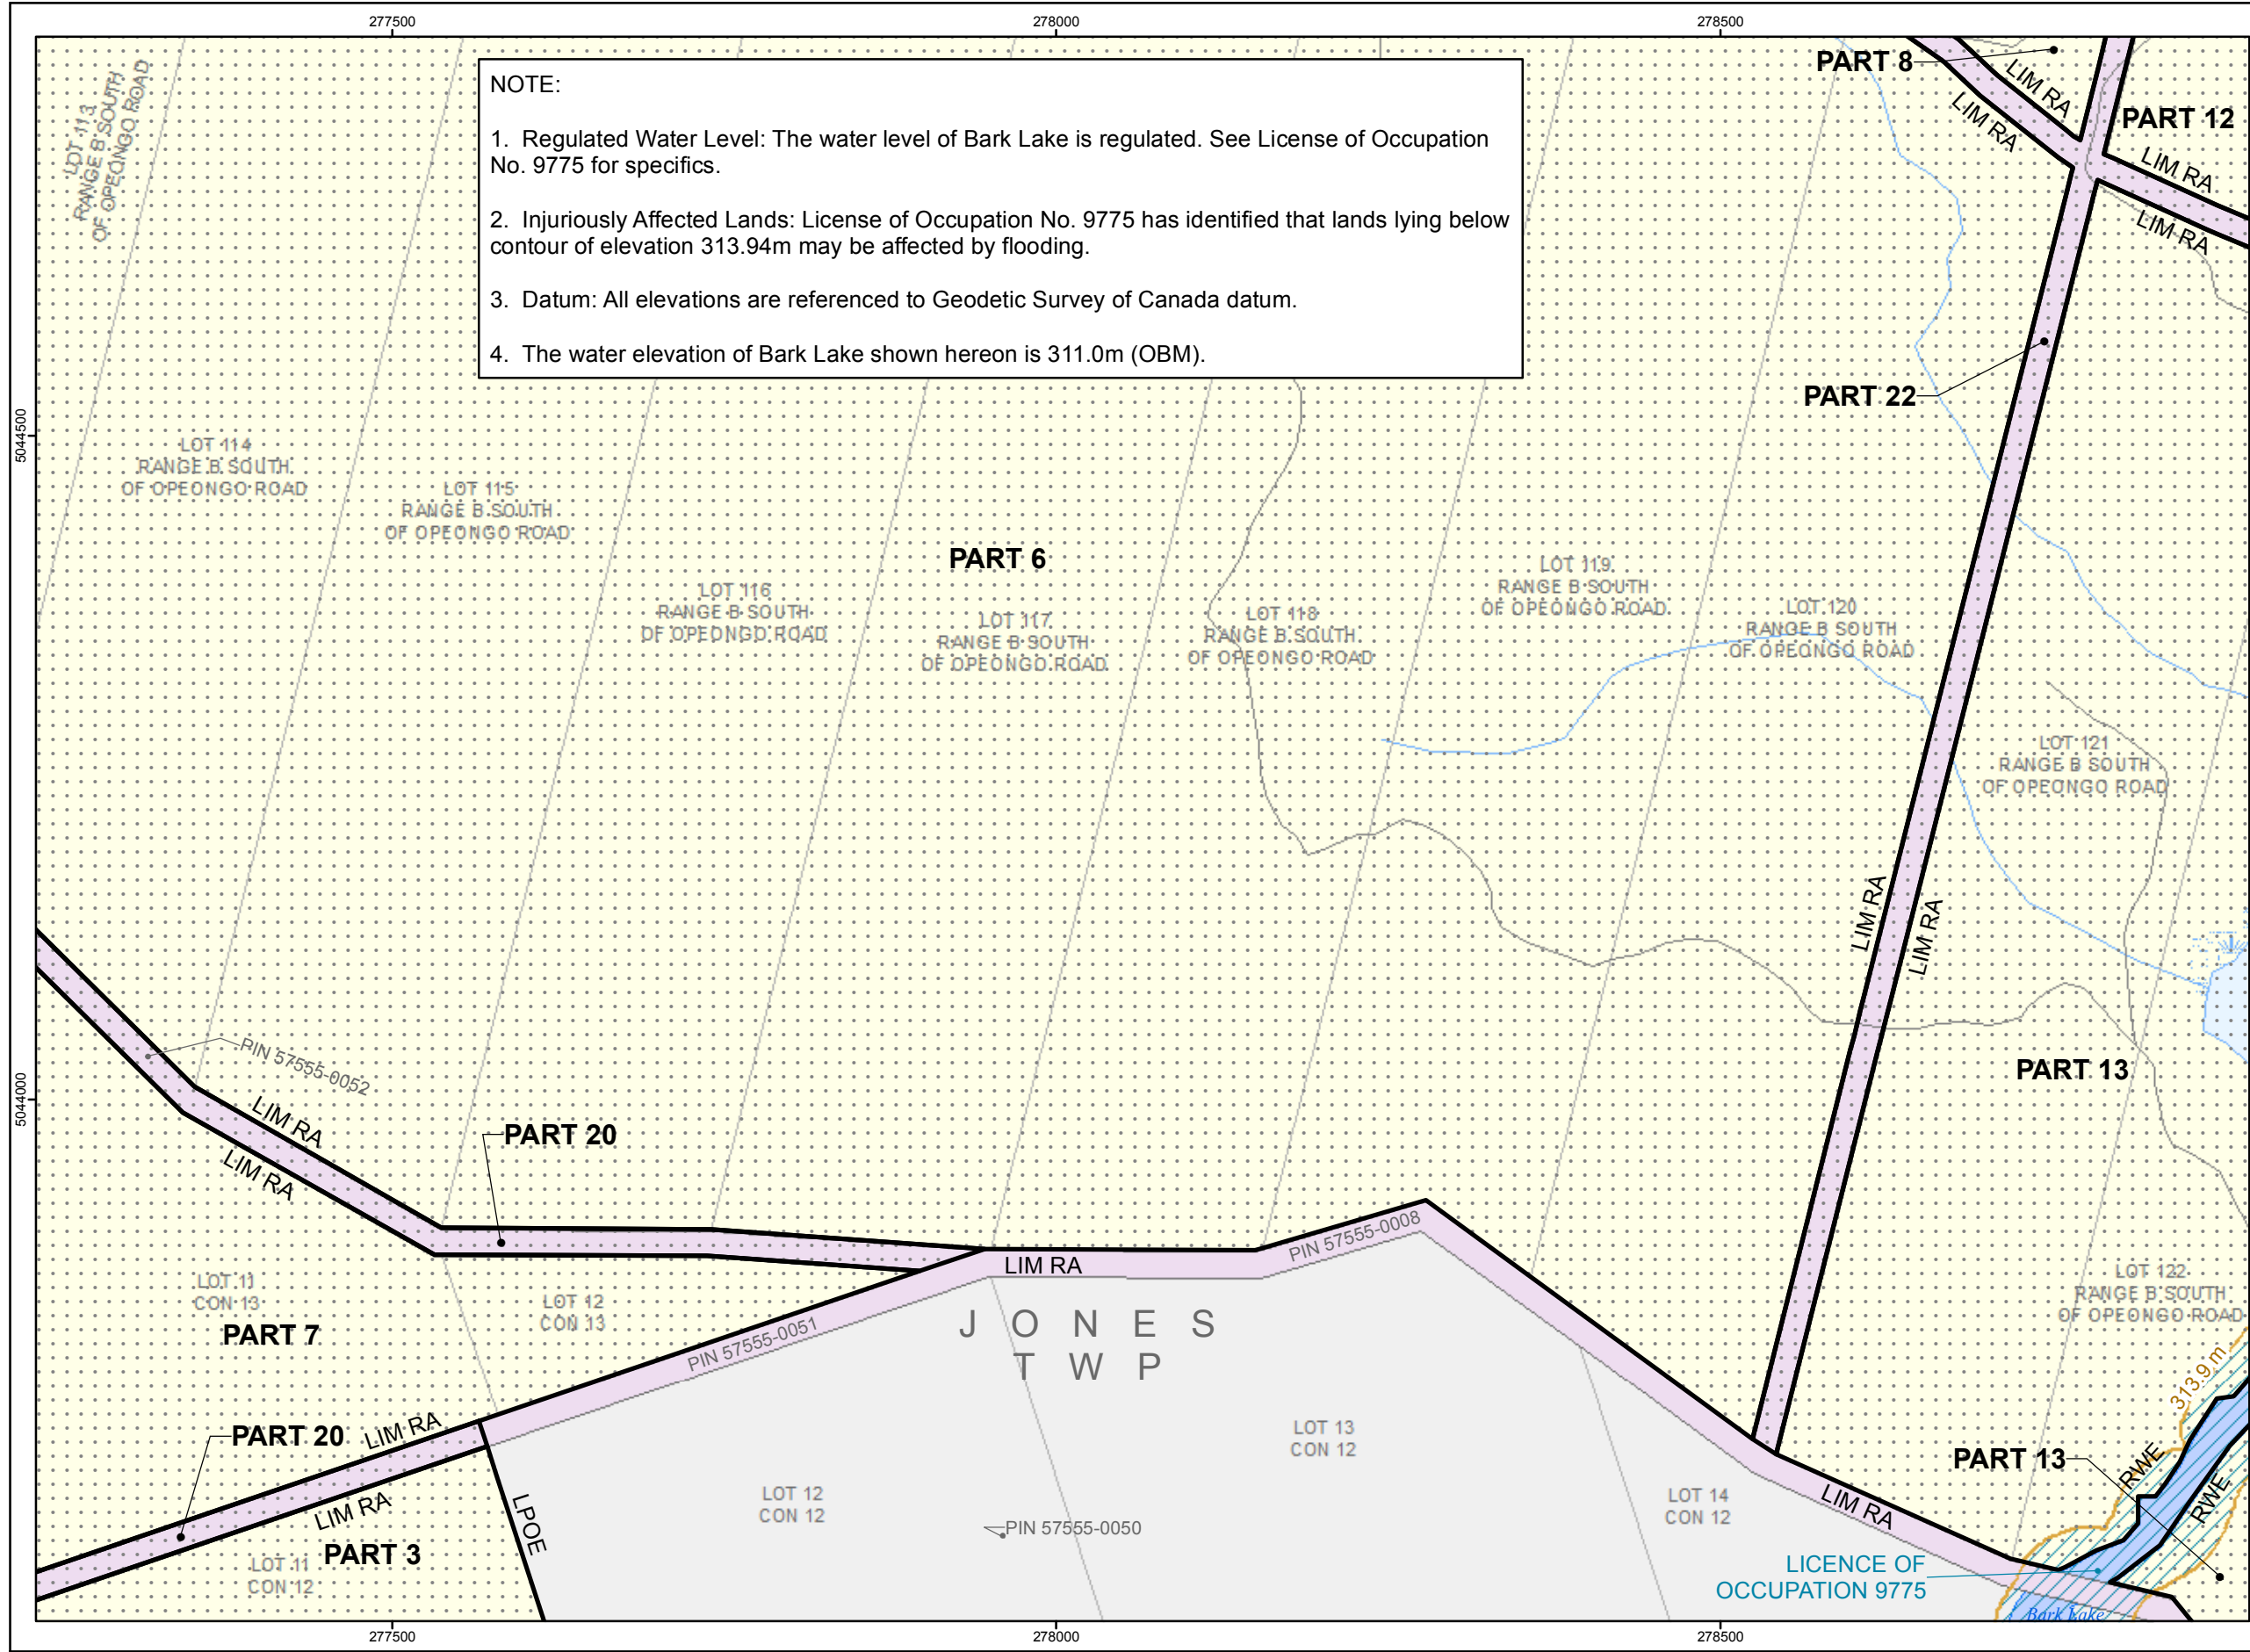 277500
278000
278500
NOTE:
1. Regulated Water Level: The water level of Bark Lake is regulated. See License of Occupation
No. 9775 for specifics.
2. Injuriously Affected Lands: License of Occupation No. 9775 has identified that lands lying below
contour of elevation 313.94m may be affected by flooding.
3. Datum: All elevations are referenced to Geodetic Survey of Canada datum.
4. The water elevation of Bark Lake shown hereon is 311.0m (OBM).
PART 8
LIM RA
LIM RA
PART 12
LIM RA
LIM RA
LOT 113
RANGE B SOUTH
OF OPEONGO ROAD
PART 22
5044500
LOT 114
RANGE B SOUTH
OF OPEONGO ROAD
LOT 115
RANGE B SOUTH
OF OPEONGO ROAD
PART 6
LOT 116
RANGE B SOUTH
OF OPEONGO ROAD
LOT 117
RANGE B SOUTH
OF OPEONGO ROAD
LOT 118
RANGE B SOUTH
OF OPEONGO ROAD
LOT 119
RANGE B SOUTH
OF OPEONGO ROAD
LOT 120
RANGE B SOUTH
OF OPEONGO ROAD
LOT 121
RANGE B SOUTH
OF OPEONGO ROAD
LIM RA
LIM RA
5044000
PIN 57555-0052
PART 13
LIM RA
LIM RA
PART 20
PIN 57555-0008
LIM RA
LOT 11
CON 13
PART 7
LOT 12
CON 13
PIN 57555-0051
JONES
TWP
LOT 122
RANGE B SOUTH
OF OPEONGO ROAD
313.9 m
PART 20
LIM RA
LIM RA
LOT 13
CON 12
PART 13
RWE
RWE
LPOE
LOT 12
CON 12
PIN 57555-0050
LOT 14
CON 12
LIM RA
PART 3
LOT 11
CON 12
LICENCE OF
OCCUPATION 9775
Bark Lake
277500
278000
278500